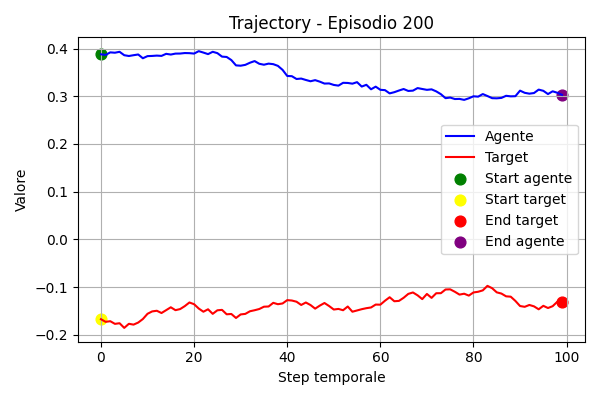 Trajectory - Episodio 200
Valore
0.4
0.3
0.2
0.1
0.0
−0.1
−0.2
Agente
Target
Start agente
Start target
End target
End agente
0 20 40 60 80 100
Step temporale